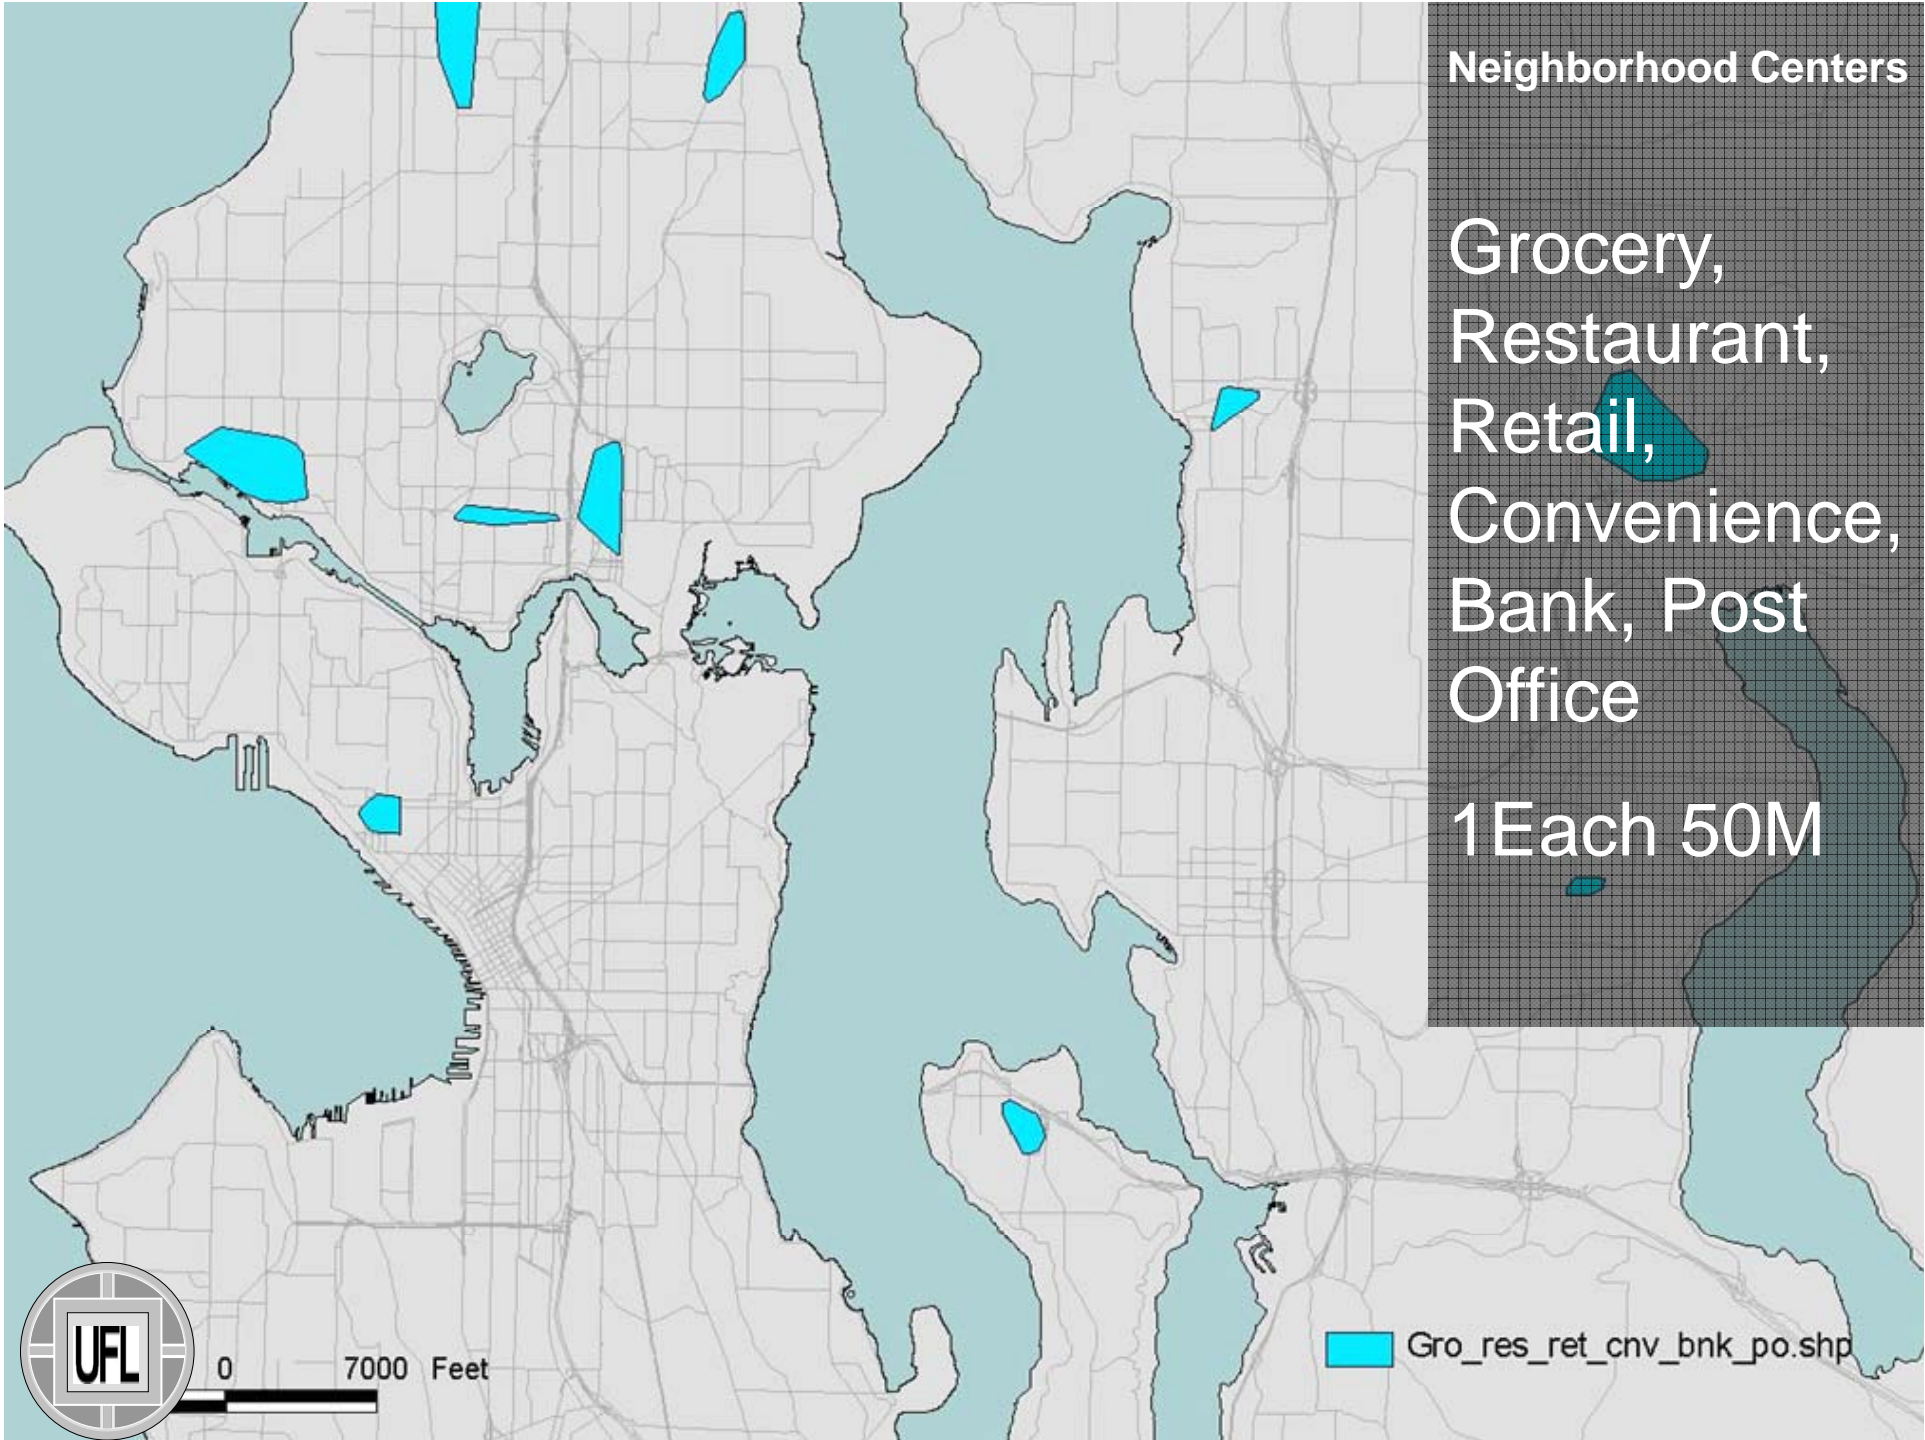 Neighborhood Centers
Grocery,
Restaurant,
Retail,
Convenience,
Bank, Post
Office
1Each 50M
Gro_res_ret_cnv_bnk_po.shp
UFL
0 7000 Feet